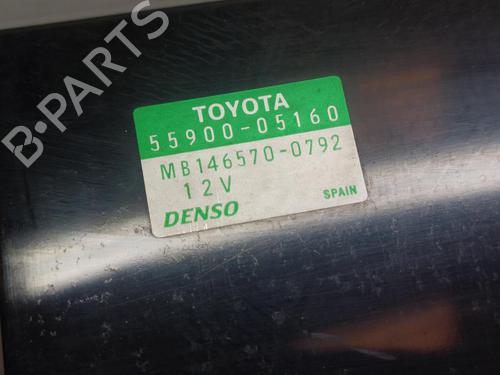 B-PARTS
TOYOTA
55900-05160
MB146570-0792
12V
DENSO SPAIN